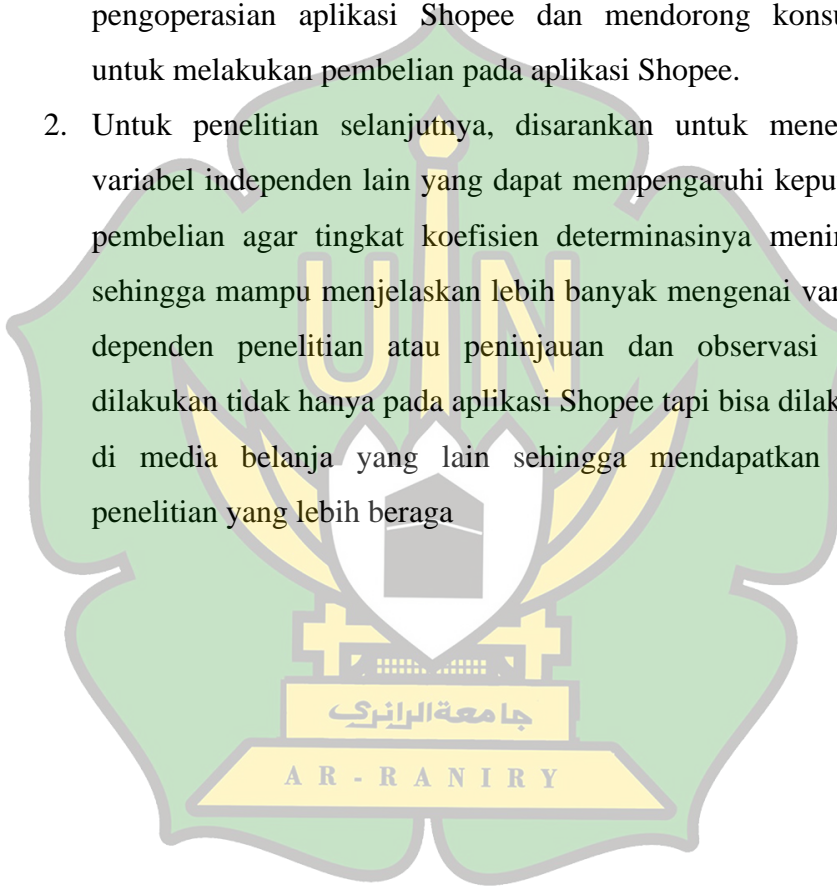 pengoperasian aplikasi Shopee dan mendorong konsu
untuk melakukan pembelian pada aplikasi Shopee.
2. Untuk penelitian selanjutnya, disarankan untuk mene
variabel independen lain yang dapat mempengaruhi kepu
pembelian agar tingkat koefisien determinasinya menin
sehingga mampu menjelaskan lebih banyak mengenai var
dependen penelitian atau peninjauan dan observasi
dilakukan tidak hanya pada aplikasi Shopee tapi bisa dilak
di media belanja yang lain sehingga mendapatkan
penelitian yang lebih beraga
UIN
جامعة الرانري
AR-RANIRY